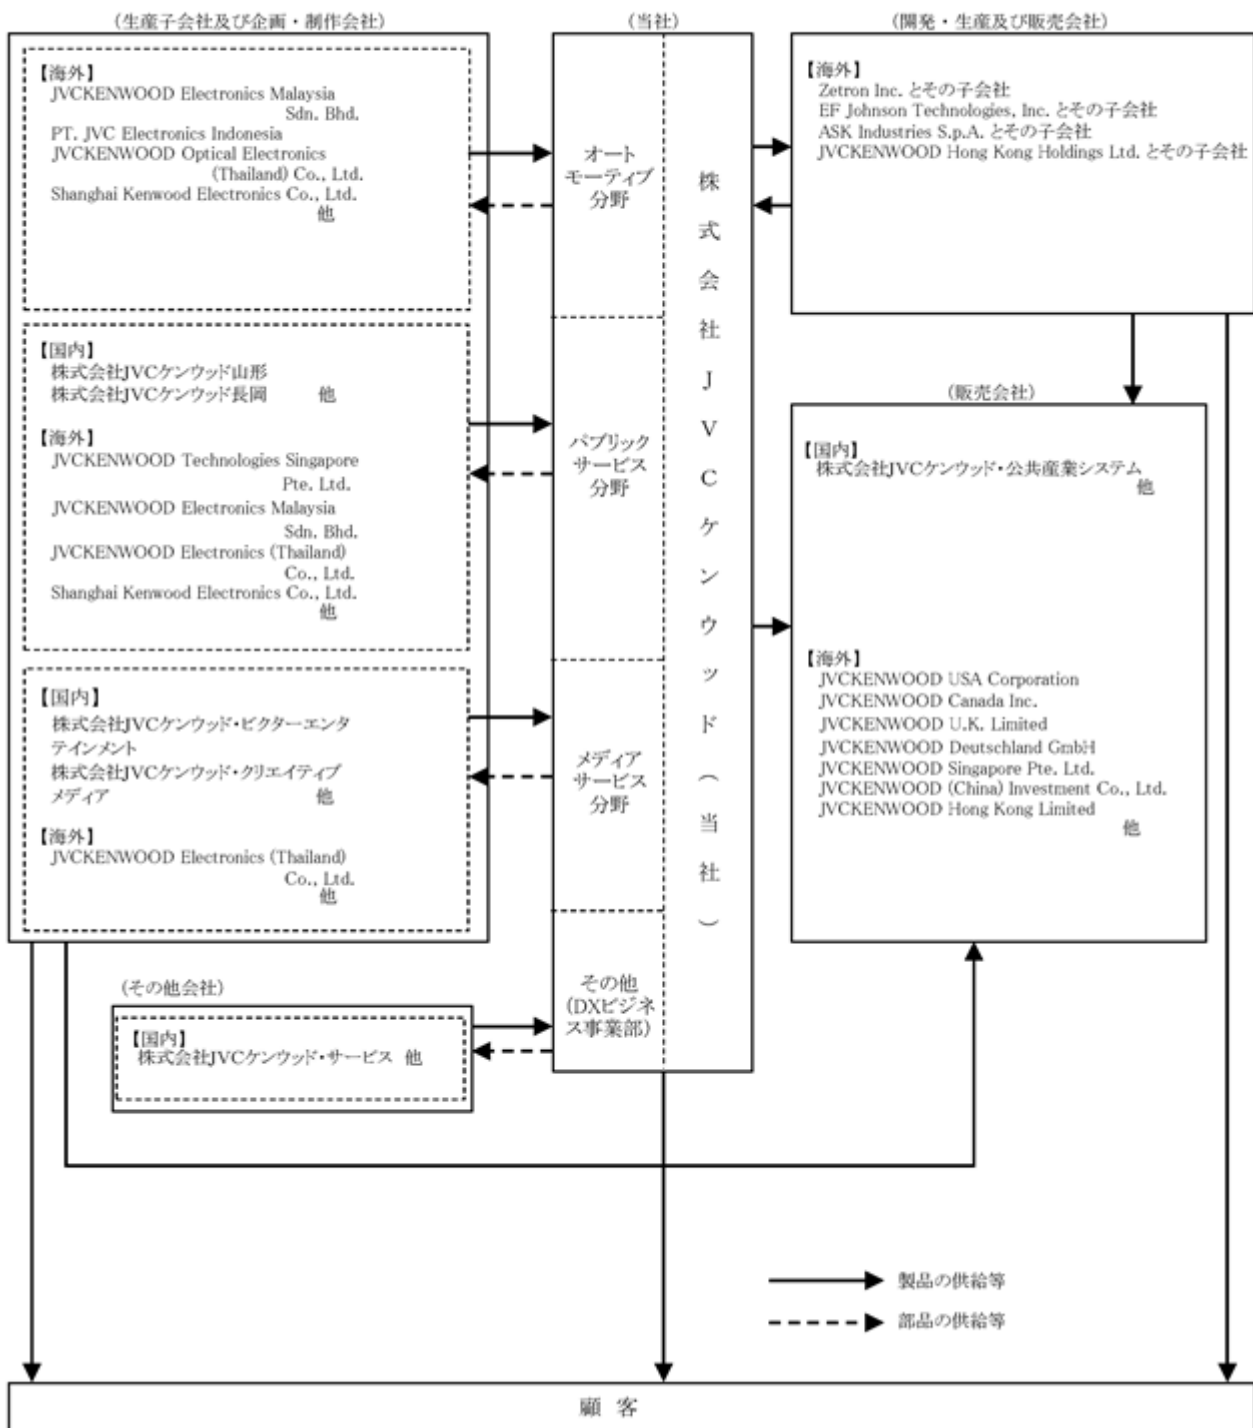 (生産子会社及び企画・制作会社)
【海外】
JVCKENWOOD Electronics Malaysia
Sdn. Bhd.
PT. JVC Electronics Indonesia
JVCKENWOOD Optical Electronics
(Thailand) Co., Ltd.
Shanghai Kenwood Electronics Co., Ltd.
他
【国内】
株式会社JVCケンウッド山形
株式会社JVCケンウッド長岡 他
【海外】
JVCKENWOOD Technologies Singapore
Pte. Ltd.
JVCKENWOOD Electronics Malaysia
Sdn. Bhd.
JVCKENWOOD Electronics (Thailand)
Co., Ltd.
Shanghai Kenwood Electronics Co., Ltd.
他
【国内】
株式会社JVCケンウッド・ビクターエンタ
テインメント
株式会社JVCケンウッド・クリエイティブ
メディア 他
【海外】
JVCKENWOOD Electronics (Thailand)
Co., Ltd.
他
(その他会社)
【国内】
株式会社JVCケンウッド・サービス 他
(当社)
オート
モーティブ
分野
パブリック
サービス
分野
メディア
サービス
分野
その他
(DXビジネ
ス事業部)
株式会社JVCケンウッド(当社)
(開発・生産及び販売会社)
【海外】
Zetron Inc. とその子会社
EF Johnson Technologies, Inc. とその子会社
ASK Industries S.p.A. とその子会社
JVCKENWOOD Hong Kong Holdings Ltd. とその子会社
(販売会社)
【国内】
株式会社JVCケンウッド・公共産業システム
他
【海外】
JVCKENWOOD USA Corporation
JVCKENWOOD Canada Inc.
JVCKENWOOD U.K. Limited
JVCKENWOOD Deutschland GmbH
JVCKENWOOD Singapore Pte. Ltd.
JVCKENWOOD (China) Investment Co., Ltd.
JVCKENWOOD Hong Kong Limited
他
製品の供給等
部品の供給等
顧 客